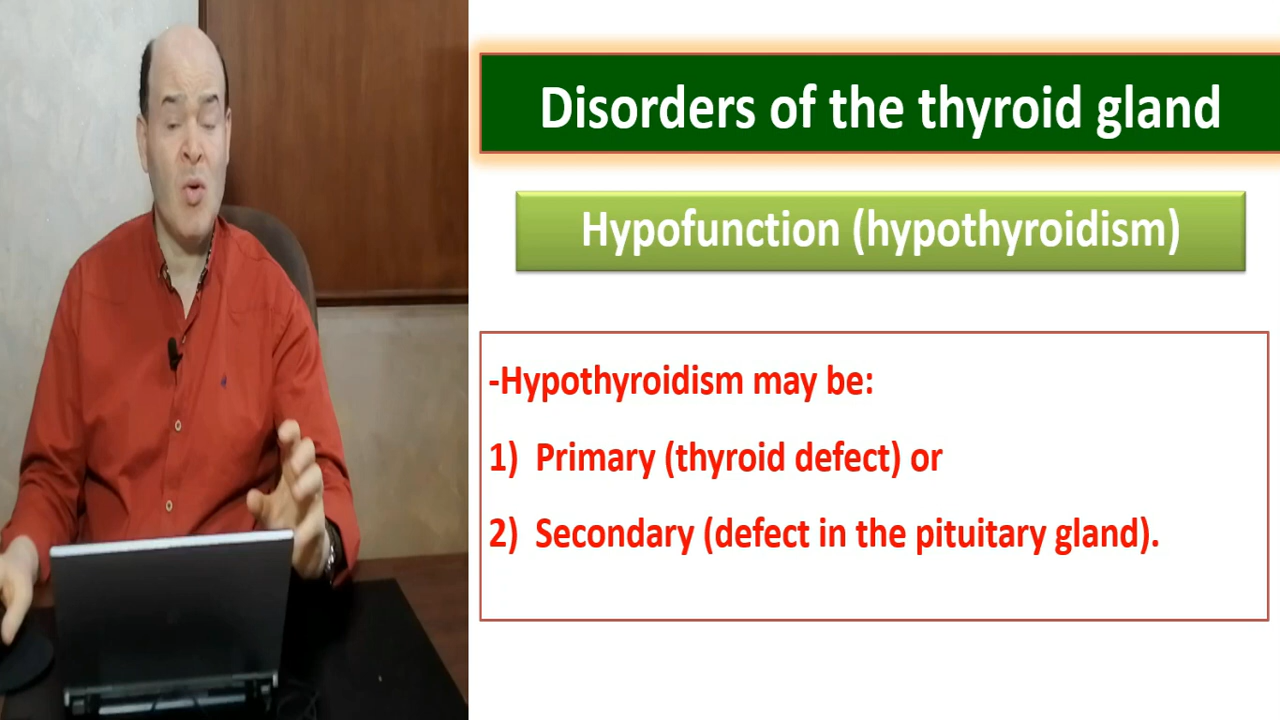 Disorders of the thyroid gland
Hypofunction (hypothyroidism)
-Hypothyroidism may be:
1) Primary (thyroid defect) or
2) Secondary (defect in the pituitary gland).